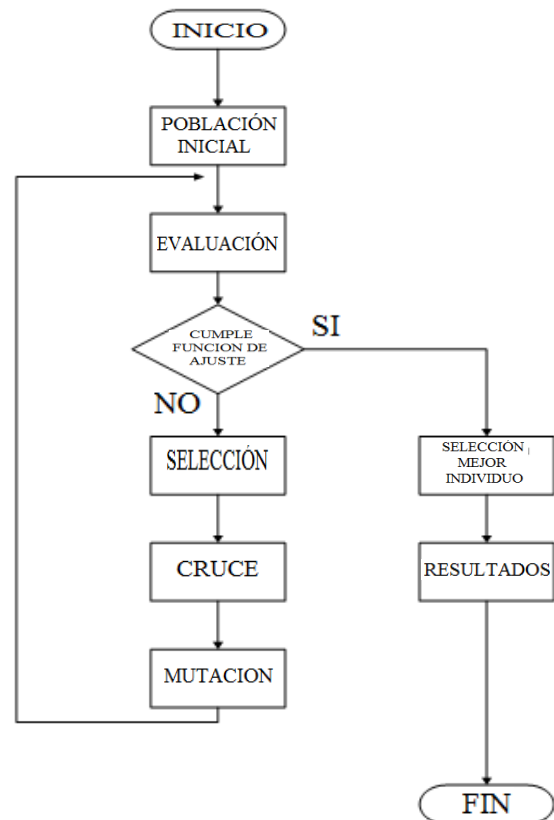 INICIO
POBLACIÓN
INICIAL
EVALUACIÓN
CUMPLE
FUNCION DE
AJUSTE
SI
NO
SELECCIÓN
SELECCIÓN
MEJOR
INDIVIDUO
CRUCE
RESULTADOS
MUTACION
FIN